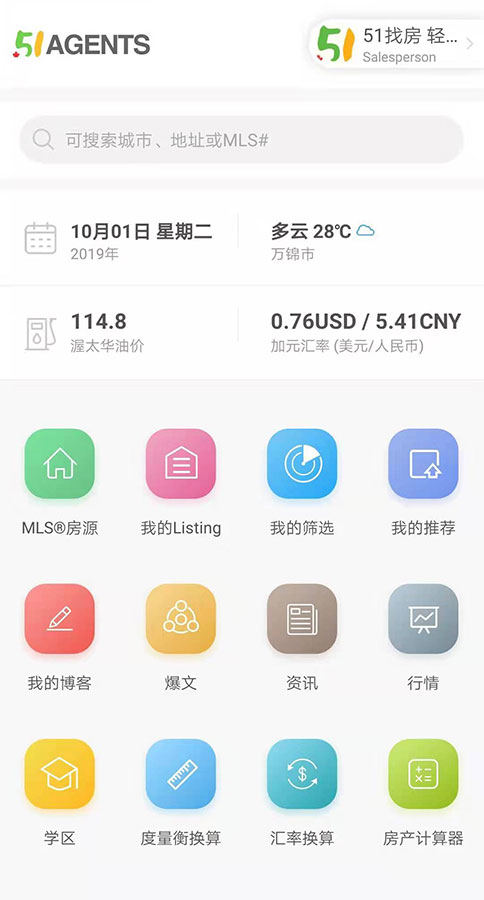 51AGENTS
51找房 轻...
Salesperson
可搜索城市、地址或MLS#
10月01日 星期二
2019年
多云 28℃
万锦市
114.8
渥太华油价
0.76USD / 5.41CNY
加元汇率 (美元/人民币)
MLS®房源
我的Listing
我的筛选
我的推荐
我的博客
爆文
资讯
行情
学区
度量衡换算
汇率换算
房产计算器